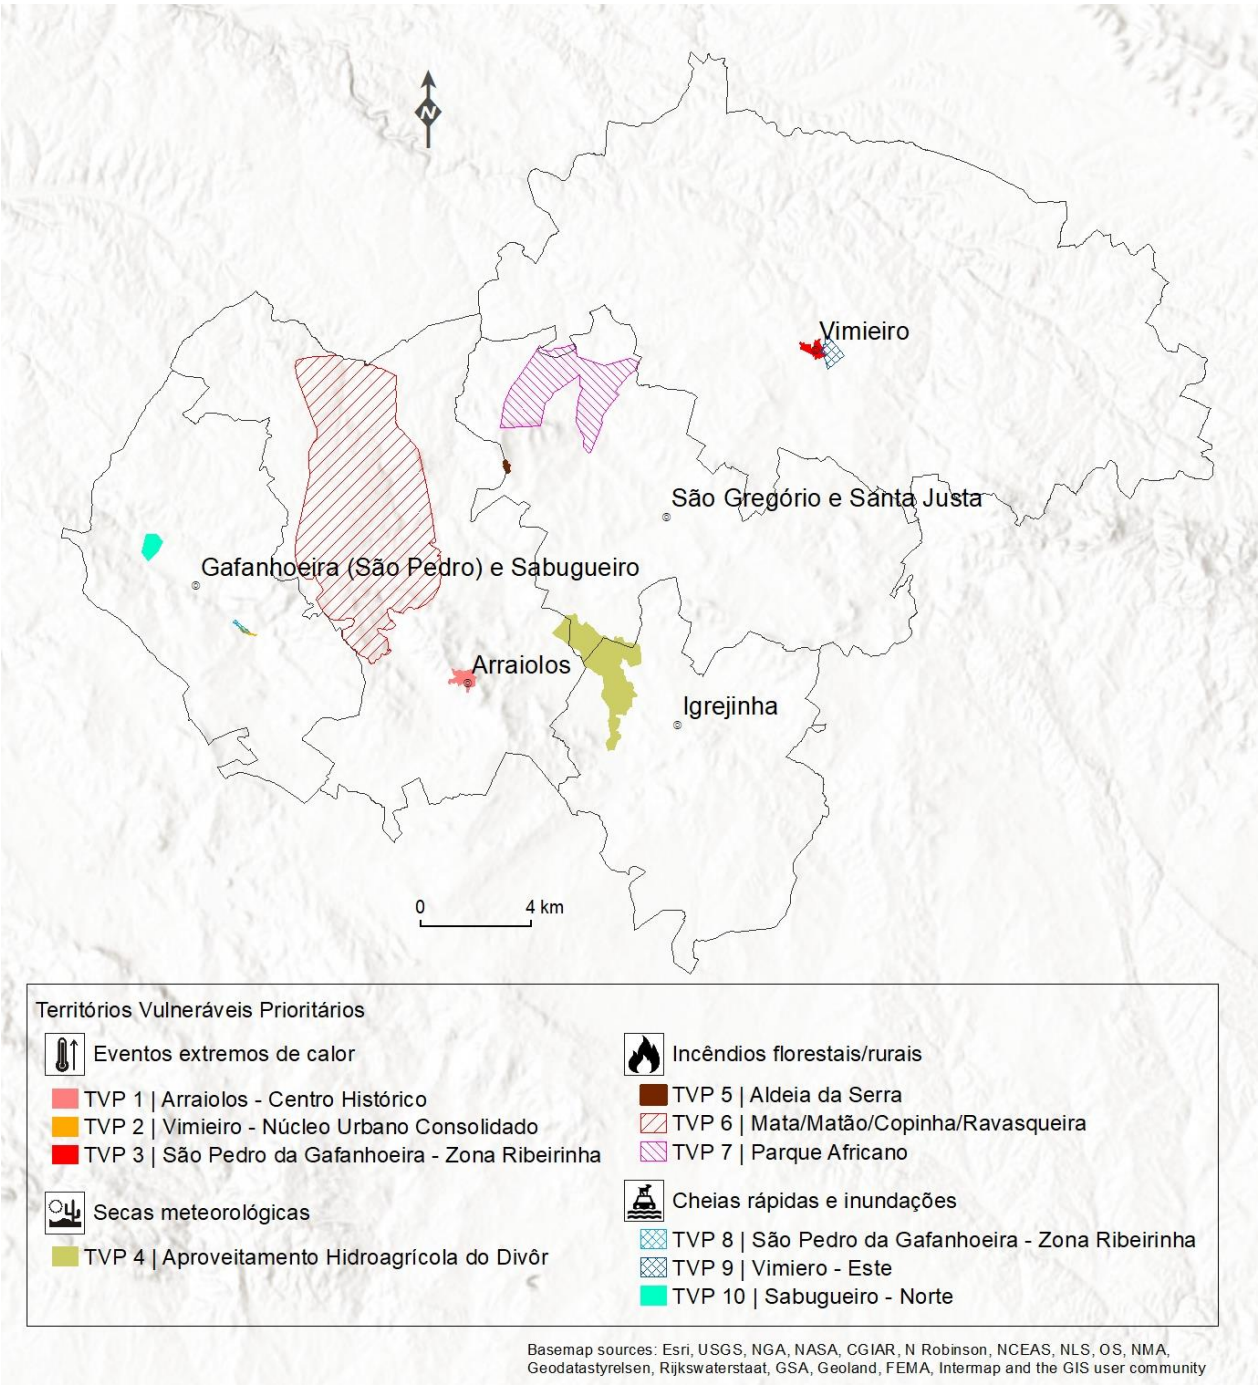 N
Vimieiro
São Gregório e Santa Justa
Gafanhoeira (São Pedro) e Sabugueiro
Arraiolos
Igrejinha
0 4 km
Territórios Vulneráveis Prioritários
Eventos extremos de calor
TVP 1 | Arraiolos - Centro Histórico
TVP 2 | Vimieiro - Núcleo Urbano Consolidado
TVP 3 | São Pedro da Gafanhoeira - Zona Ribeirinha
Secas meteorológicas
TVP 4 | Aproveitamento Hidroagrícola do Divôr
Incêndios florestais/rurais
TVP 5 | Aldeia da Serra
TVP 6 | Mata/Matão/Copinha/Ravasqueira
TVP 7 | Parque Africano
Cheias rápidas e inundações
TVP 8 | São Pedro da Gafanhoeira - Zona Ribeirinha
TVP 9 | Vimiero - Este
TVP 10 | Sabugueiro - Norte
Basemap sources: Esri, USGS, NGA, NASA, CGIAR, N Robinson, NCEAS, NLS, OS, NMA,
Geodatastyrelsen, Rijkswaterstaat, GSA, Geoland, FEMA, Intermap and the GIS user community